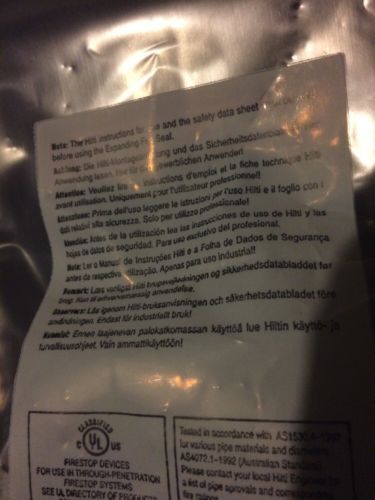 Note: The Hilti instructions for use and the safety data sheet
before using the Expanding Fire Seal.
Achtung: Die Hilti-Montageanleitung und das Sicherheitsdatenblatt
Anwendung lesen. Nur für gewerblichen Anwender!
Attention: Veuillez lire instructions d'emploi et la fiche technique Hilti
avant utilisation. Uniquement pour l'utilisateur professionnel!
Attenzione: Prima dell'uso leggere le istruzioni per l'uso Hilti e il foglio con i
dati relativi alla sicurezza. Solo per utilizzo professionale!
Atención: Antes de la utilización lea las instrucciones de uso de Hilti y las
hojas de datos de seguridad. Para uso exclusivo del profesional.
Nota: Ler o Manual de Instruções Hilti e a Folha de Dados de Segurança
antes da respectiva utilização. Apenas para uso industrial!
Bemærk: Læs venligst Hilti brugsvejledningen og sikkerhedsdatabladdet før
brug. Kun til erhvervsmæssig anvendelse.
Observera: Läs igenom Hilti-bruksanvisningen och säkerhetsdatabladet före
användningen. Endast för industriellt bruk!
Huomio: Ennen laajenevan palokatkomassan käyttöä lue Hiltin käyttö- ja
turvallisuusohjeet. Vain ammattikäyttöön!
CLASSIFIED
C UL US
FIRESTOP DEVICES
FOR USE IN THROUGH-PENETRATION
FIRESTOP SYSTEMS
SEE UL DIRECTORY OF PRODUCTS
Tested in accordance with AS1530.4-1997
for various pipe materials and diameters
AS4072.1-1992 (Australian Standard)
Please contact your local Hilti Engineer for
a list of pipe aprovals and correct